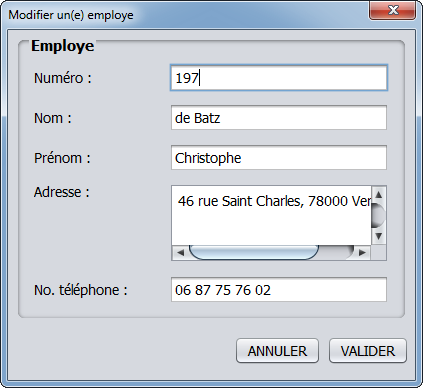 Modifier un(e) employe
Employe
Numéro : 197
Nom : de Batz
Prénom : Christophe
Adresse : 46 rue Saint Charles, 78000 Ver
No. téléphone : 06 87 75 76 02
ANNULER VALIDER